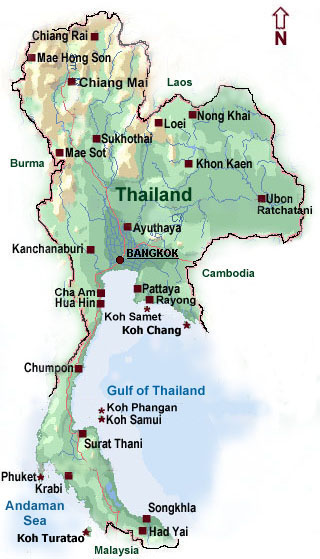 Chiang Rai
N
Mae Hong Son
Chiang Mai
Laos
Loei
Nong Khai
Sukhothai
Burma
Mae Sot
Khon Kaen
Thailand
Ubon
Ratchatani
Ayuthaya
Kanchanaburi
BANGKOK
Cambodia
Cha Am
Pattaya
Hua Hin
Rayong
Koh Samet
Koh Chang
Chumpon
Gulf of Thailand
Koh Phangan
Koh Samui
Surat Thani
Phuket
Krabi
Andaman
Sea
Songkhla
Had Yai
Koh Turatao
Malaysia